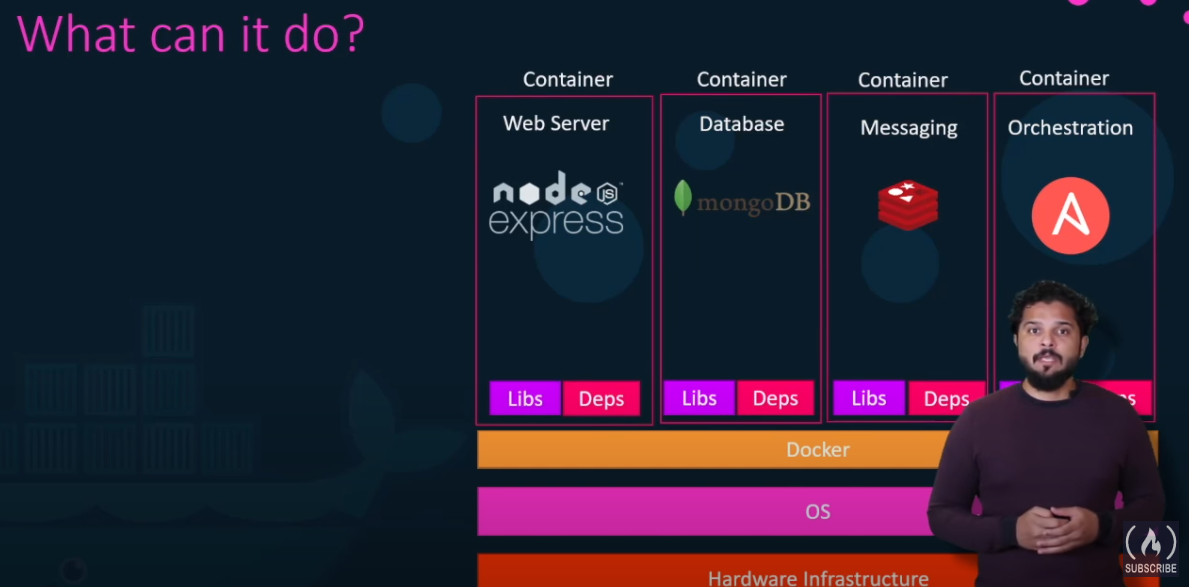 What can it do?
Container
Container
Container
Container
Web Server
Database
Messaging
Orchestration
node JS
express
mongoDB
Libs
Deps
Libs
Deps
Libs
Deps
Docker
OS
Hardware Infrastructure
SUBSCRIBE